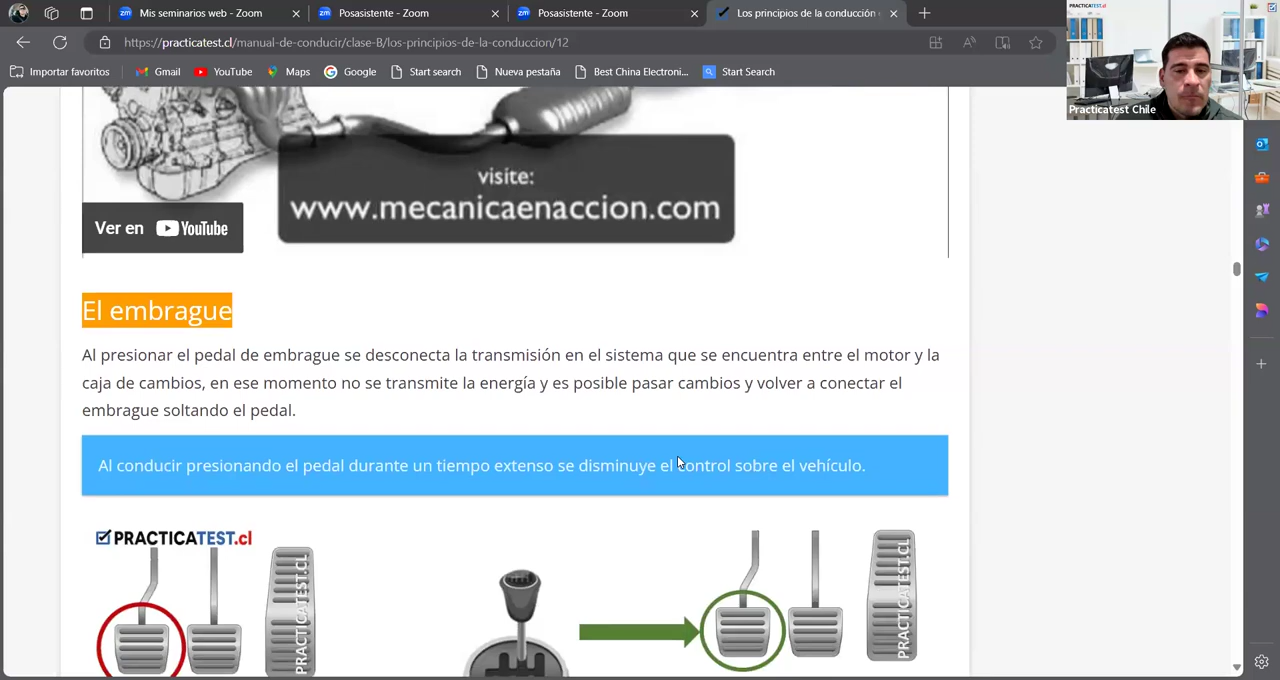 Mis seminarios web - Zoom
Posasistente - Zoom
Posasistente - Zoom
Los principios de la conducción
https://practicatest.cl/manual-de-conducir/clase-B/los-principios-de-la-conduccion/12
Importar favoritos
Gmail
YouTube
Maps
Google
Start search
Nueva pestaña
Best China Electroni...
Start Search
Practicatest Chile
visite:
www.mecanicaenaccion.com
Ver en YouTube
El embrague
Al presionar el pedal de embrague se desconecta la transmisión en el sistema que se encuentra entre el motor y la
caja de cambios, en ese momento no se transmite la energía y es posible pasar cambios y volver a conectar el
embrague soltando el pedal.
Al conducir presionando el pedal durante un tiempo extenso se disminuye el control sobre el vehículo.
PRACTICATEST.cl
PRACTICATEST.CL
PRACTICATEST.CL